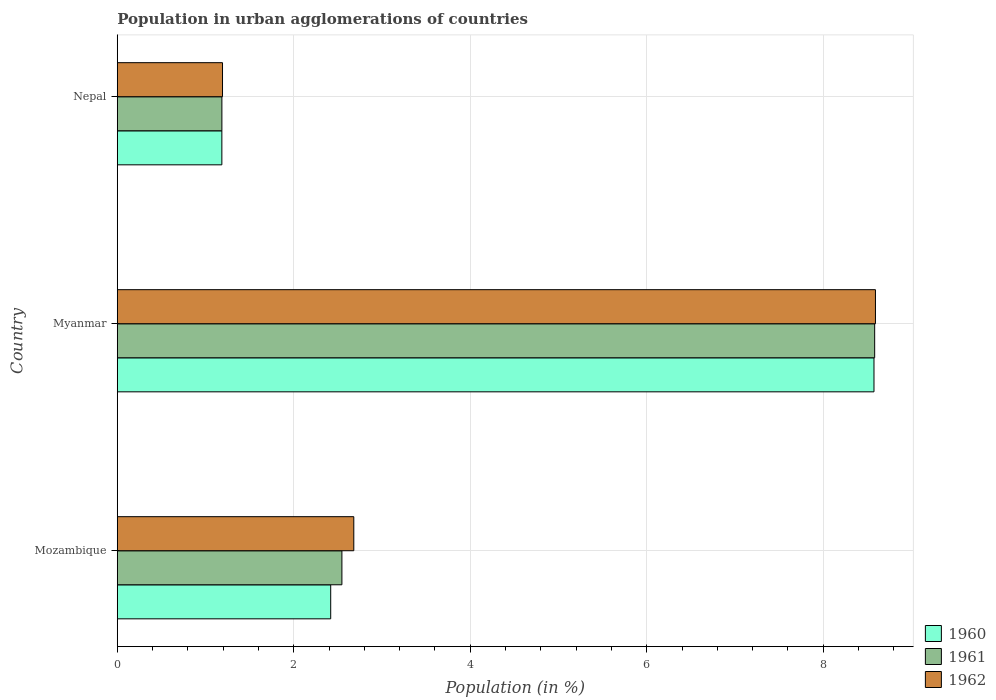 Population in urban agglomerations of countries
Nepal
Myanmar
Mozambique
Country
0
2
4
6
8
Population (in %)
1960
1961
1962